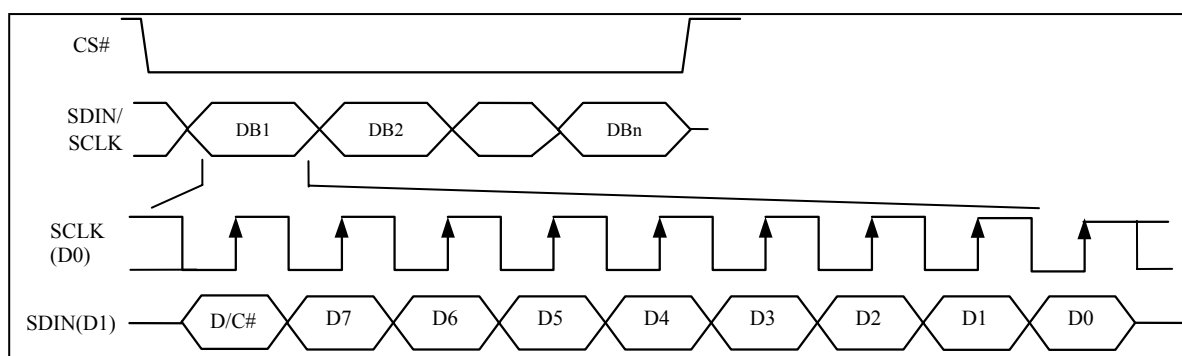 CS#
SDIN/
SCLK
DB1 DB2 DBn
SCLK
(D0)
SDIN(D1) D/C# D7 D6 D5 D4 D3 D2 D1 D0